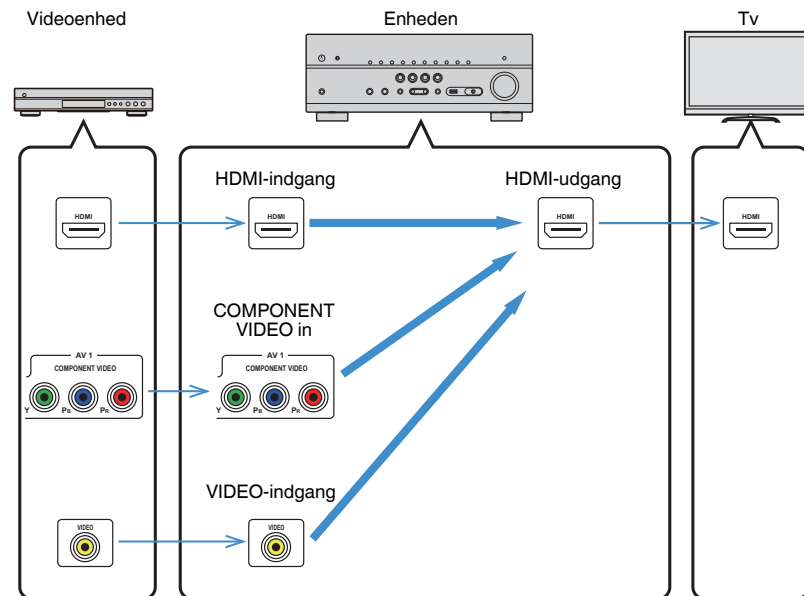 Videoenhed
Enheden
Tv
HDMI-indgang
HDMI-udgang
HDMI
HDMI
HDMI
HDMI
COMPONENT
VIDEO in
AV 1
COMPONENT VIDEO
Y PB PR
AV 1
COMPONENT VIDEO
Y PB PR
VIDEO-indgang
VIDEO
VIDEO